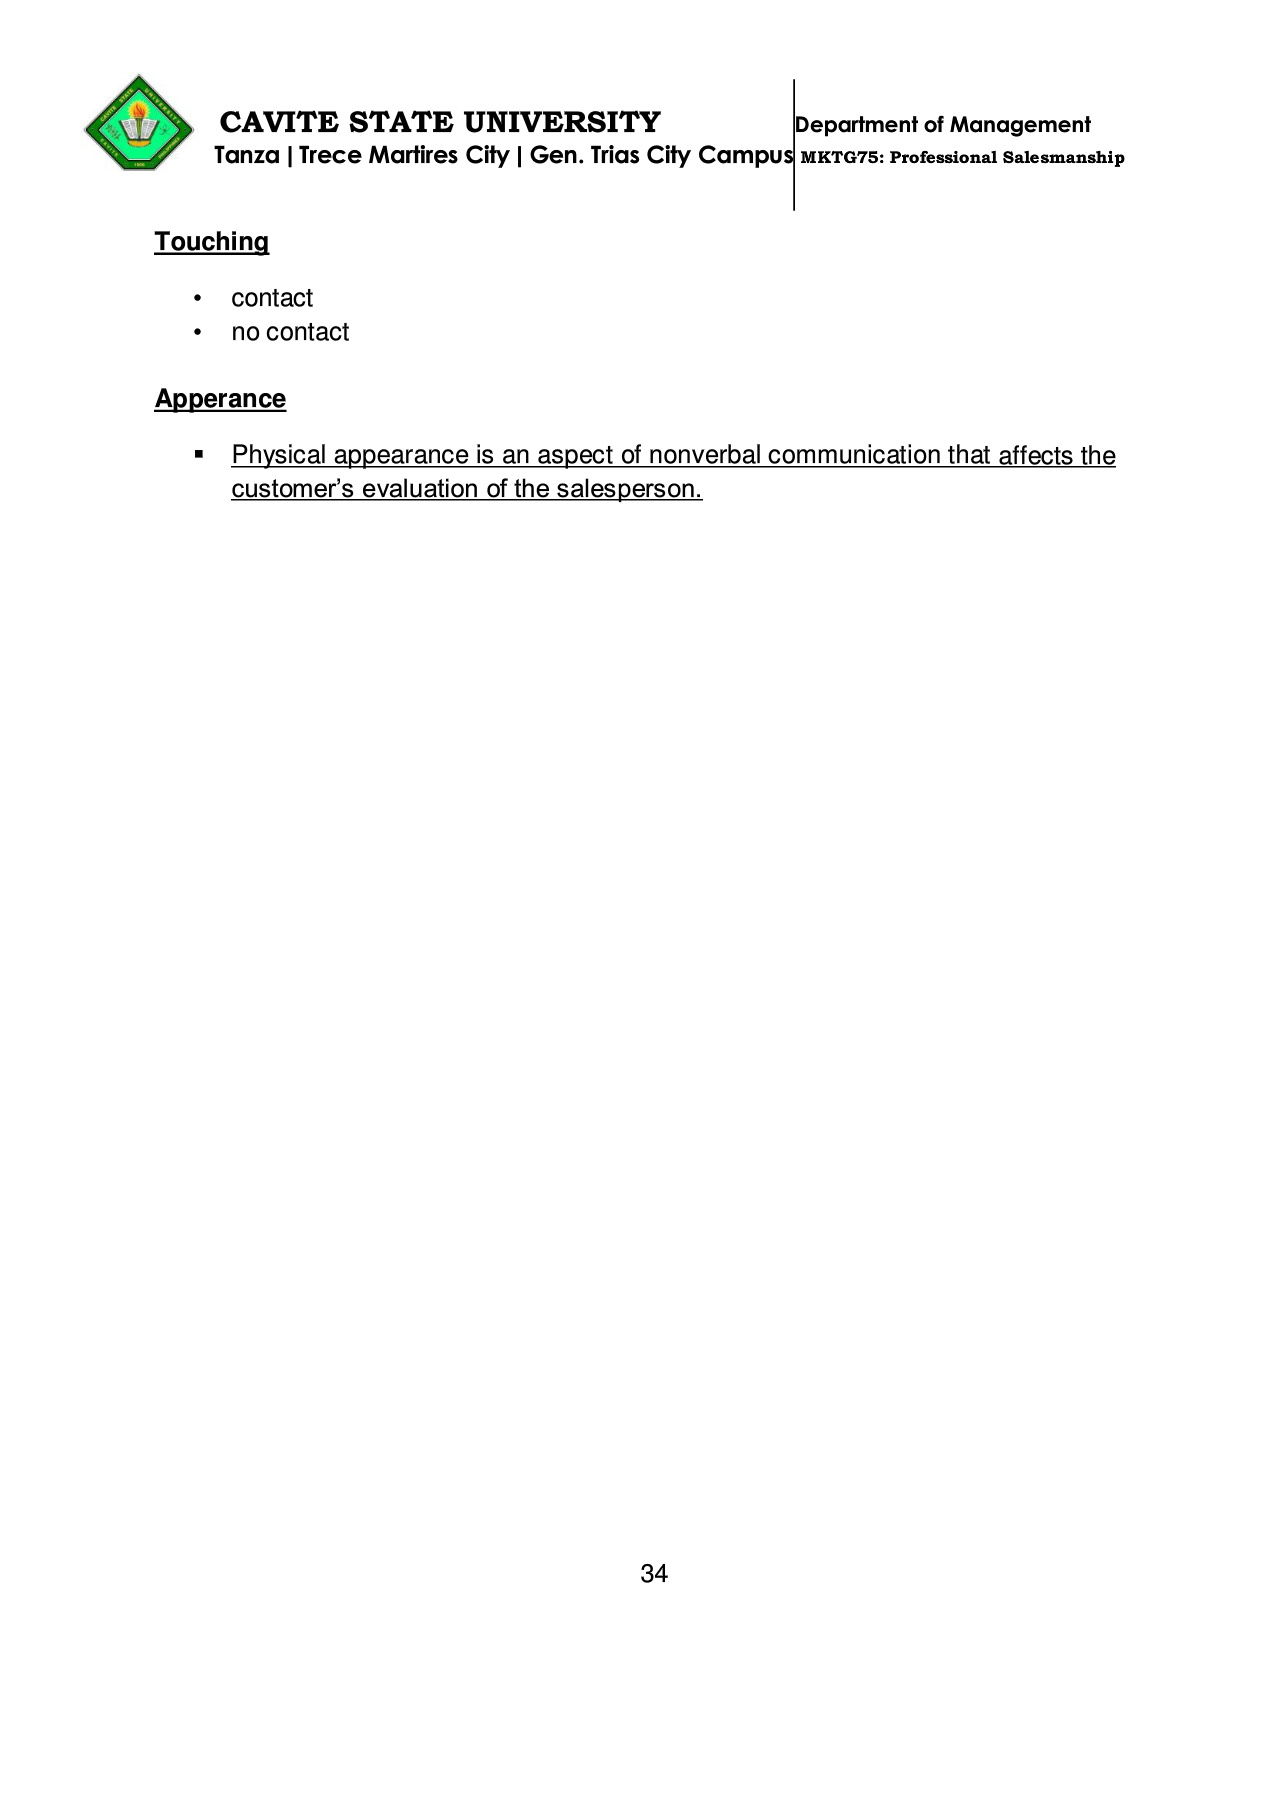 CAVITE STATE UNIVERSITY
Department of Management
Tanza | Trece Martires City | Gen. Trias City Campus
MKTG75: Professional Salesmanship
Touching
• contact
• no contact
Apperance
▪ Physical appearance is an aspect of nonverbal communication that affects the
customer’s evaluation of the salesperson.
34